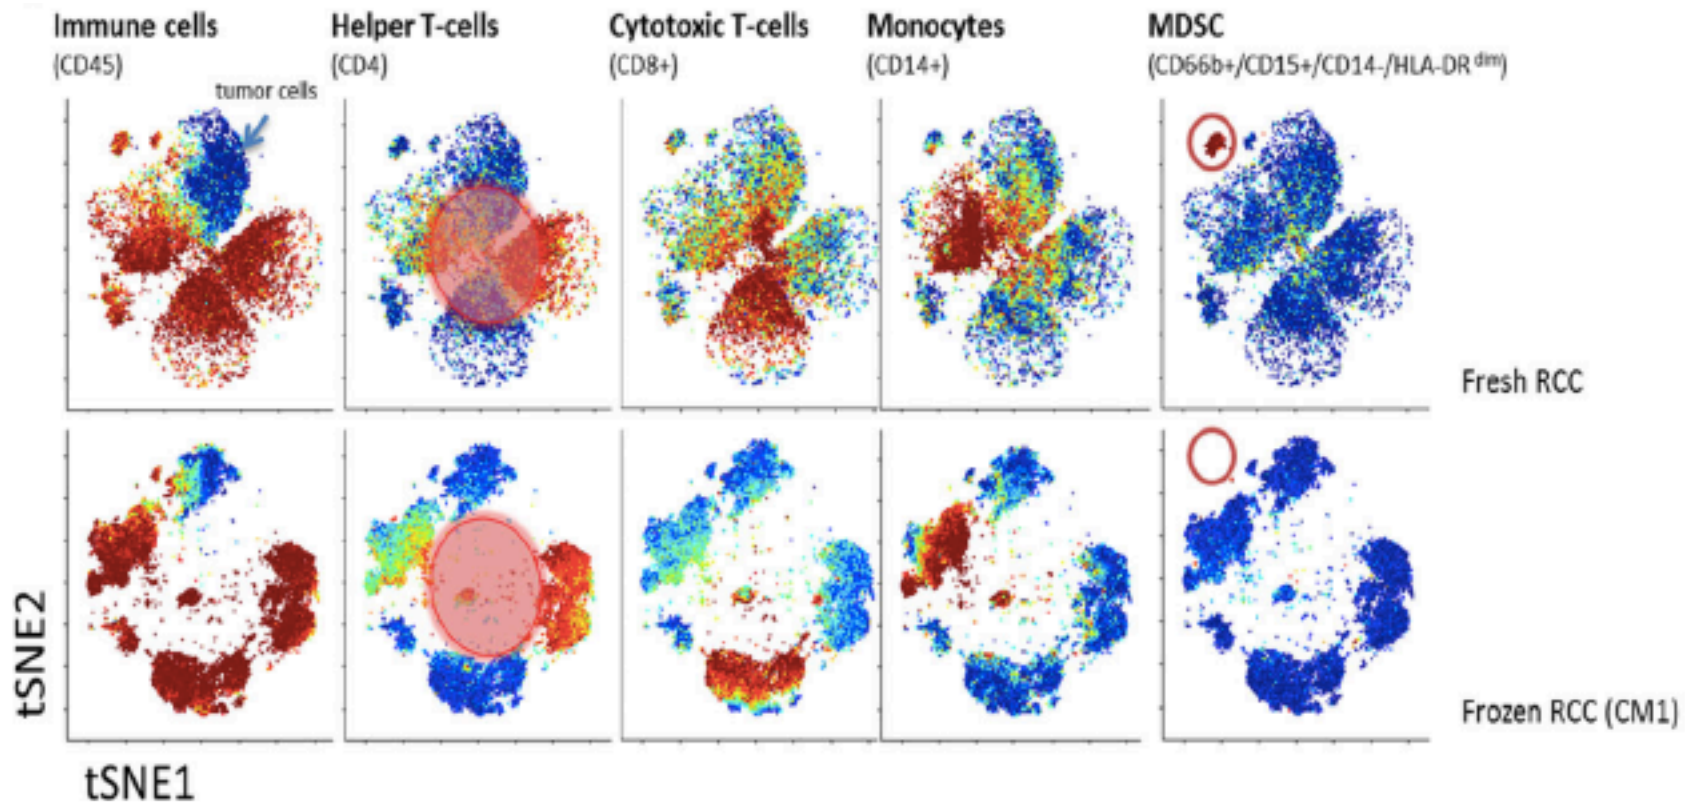 Immune cells
(CD45)
Helper T-cells
(CD4)
Cytotoxic T-cells
(CD8+)
Monocytes
(CD14+)
MDSC
(CD66b+/CD15+/CD14-/HLA-DR dim)
tumor cells
Fresh RCC
Frozen RCC (CM1)
tSNE2
tSNE1